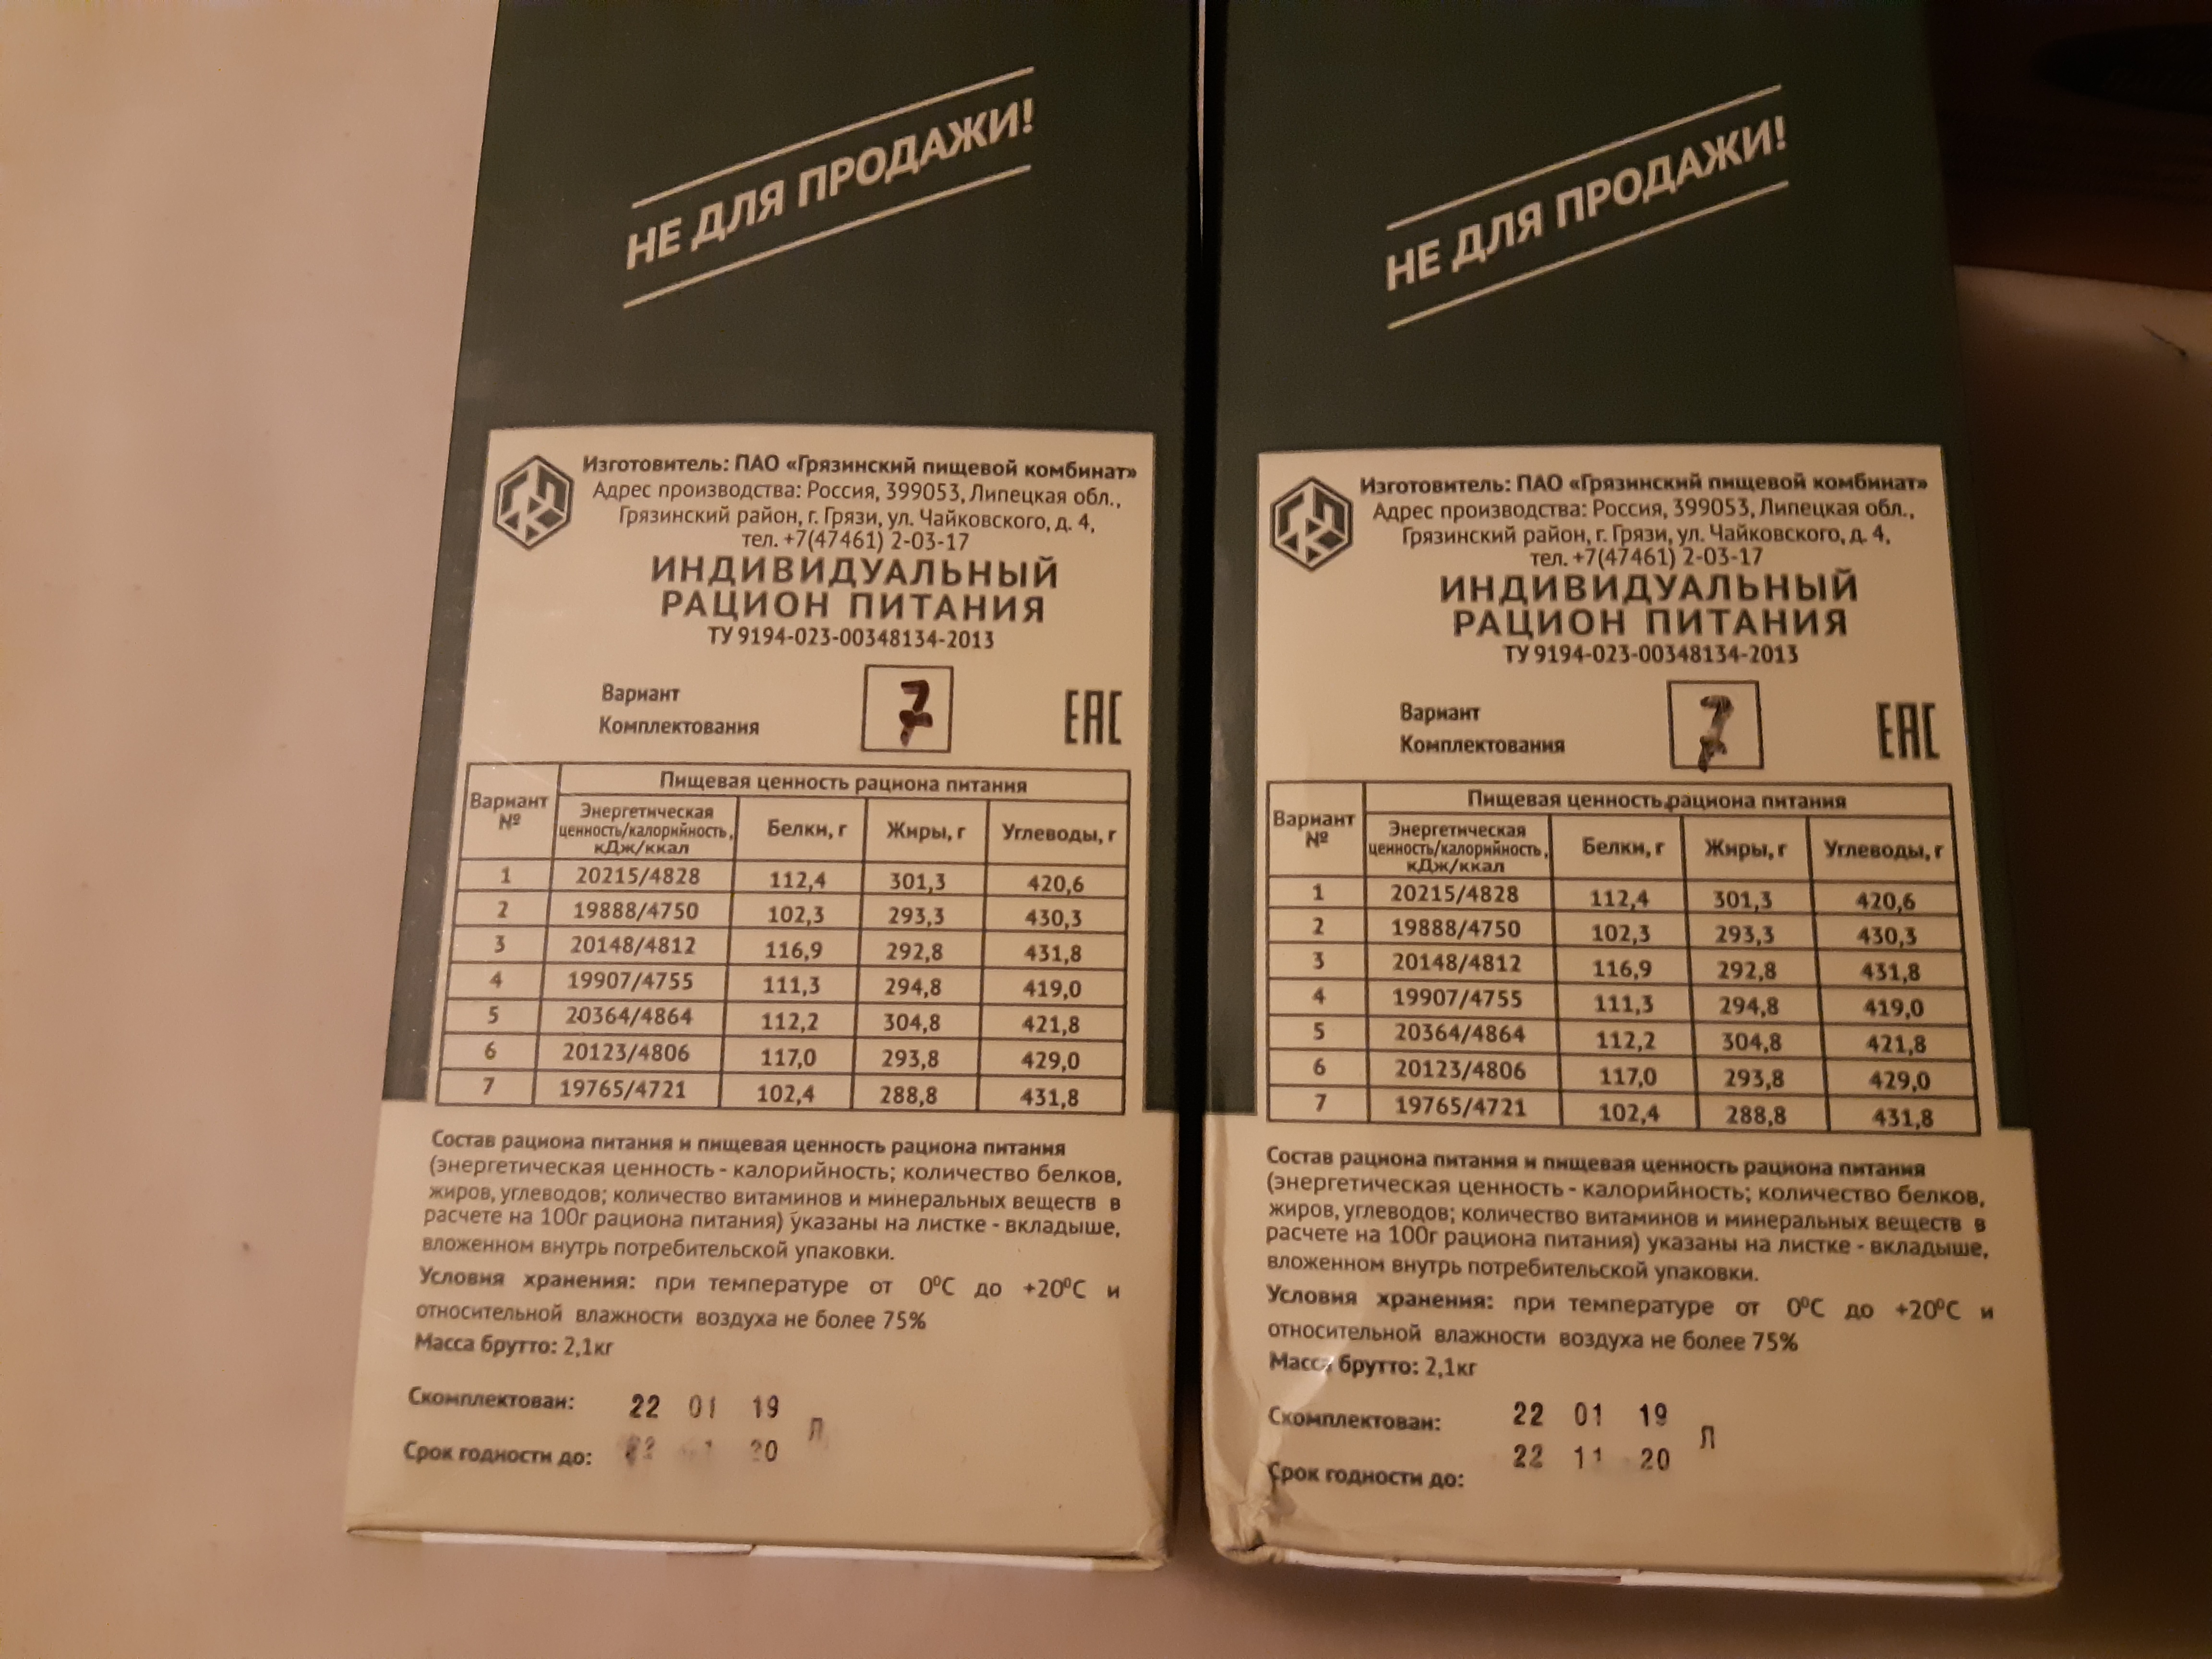 НЕ ДЛЯ ПРОДАЖИ!
Изготовитель: ПАО «Грязинский пищевой комбинат»
Адрес производства: Россия, 399053, Липецкая обл.,
Грязинский район, г. Грязи, ул. Чайковского, д. 4,
тел. +7(47461) 2-03-17
ИНДИВИДУАЛЬНЫЙ
РАЦИОН ПИТАНИЯ
ТУ 9194-023-00348134-2013
Вариант
Комплектования
7
ЕАС
Пищевая ценность рациона питания
Вариант №
Энергетическая ценность/калорийность, кДж/ккал
Белки, г
Жиры, г
Углеводы, г
1 20215/4828 112,4 301,3 420,6
2 19888/4750 102,3 293,3 430,3
3 20148/4812 116,9 292,8 431,8
4 19907/4755 111,3 294,8 419,0
5 20364/4864 112,2 304,8 421,8
6 20123/4806 117,0 293,8 429,0
7 19765/4721 102,4 288,8 431,8
Состав рациона питания и пищевая ценность рациона питания
(энергетическая ценность - калорийность; количество белков,
жиров, углеводов; количество витаминов и минеральных веществ в
расчете на 100г рациона питания) указаны на листке - вкладыше,
вложенном внутрь потребительской упаковки.
Условия хранения: при температуре от 0⁰С до +20⁰С и
относительной влажности воздуха не более 75%
Масса брутто: 2,1кг
Скомплектован: 22 01 19
Л
Срок годности до: 20
НЕ ДЛЯ ПРОДАЖИ!
Изготовитель: ПАО «Грязинский пищевой комбинат»
Адрес производства: Россия, 399053, Липецкая обл.,
Грязинский район, г. Грязи, ул. Чайковского, д. 4,
тел. +7(47461) 2-03-17
ИНДИВИДУАЛЬНЫЙ
РАЦИОН ПИТАНИЯ
ТУ 9194-023-00348134-2013
Вариант
Комплектования
7
ЕАС
Пищевая ценность рациона питания
Вариант №
Энергетическая ценность/калорийность, кДж/ккал
Белки, г
Жиры, г
Углеводы, г
1 20215/4828 112,4 301,3 420,6
2 19888/4750 102,3 293,3 430,3
3 20148/4812 116,9 292,8 431,8
4 19907/4755 111,3 294,8 419,0
5 20364/4864 112,2 304,8 421,8
6 20123/4806 117,0 293,8 429,0
7 19765/4721 102,4 288,8 431,8
Состав рациона питания и пищевая ценность рациона питания
(энергетическая ценность - калорийность; количество белков,
жиров, углеводов; количество витаминов и минеральных веществ в
расчете на 100г рациона питания) указаны на листке - вкладыше,
вложенном внутрь потребительской упаковки.
Условия хранения: при температуре от 0⁰С до +20⁰С и
относительной влажности воздуха не более 75%
Масса брутто: 2,1кг
Скомплектован: 22 01 19
Л
Срок годности до: 22 11 20